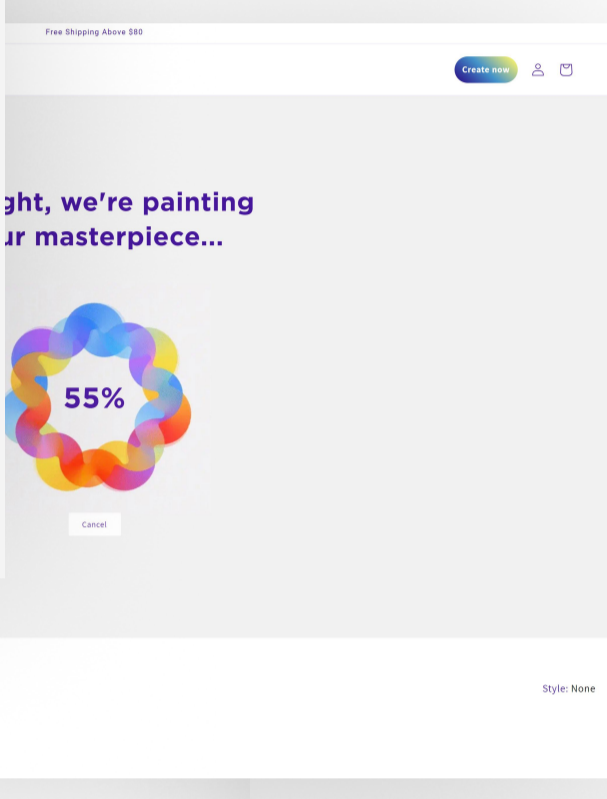 Free Shipping Above $80
Create now
ght, we're painting
ur masterpiece...
55%
Cancel
Style: None